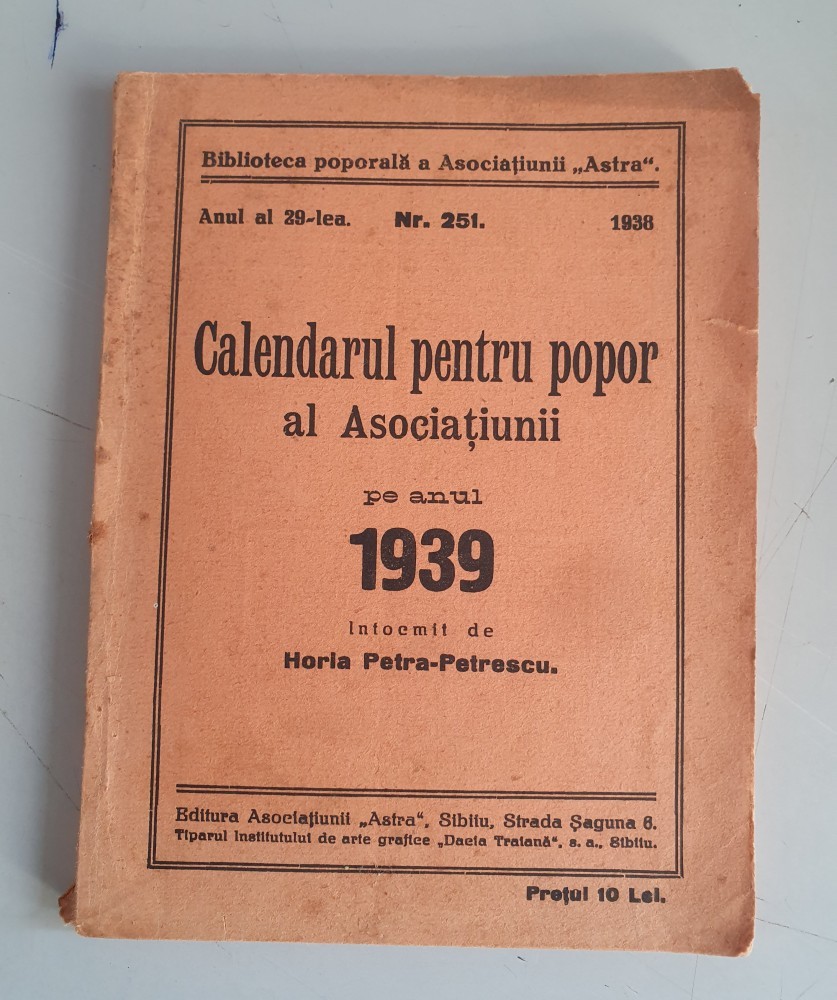 Biblioteca poporală a Asociațiunii „Astra“.
Anul al 29-lea. Nr. 251. 1938
Calendarul pentru popor
al Asociațiunii
pe anul
1939
Intocmit de
Horia Petra-Petrescu.
Editura Asociațiunii „Astra“, Sibiiu, Strada Șaguna 6.
Tiparul Institutului de arte grafice „Dacia Traiană“, s. a., Sibiiu.
Prețul 10 Lei.